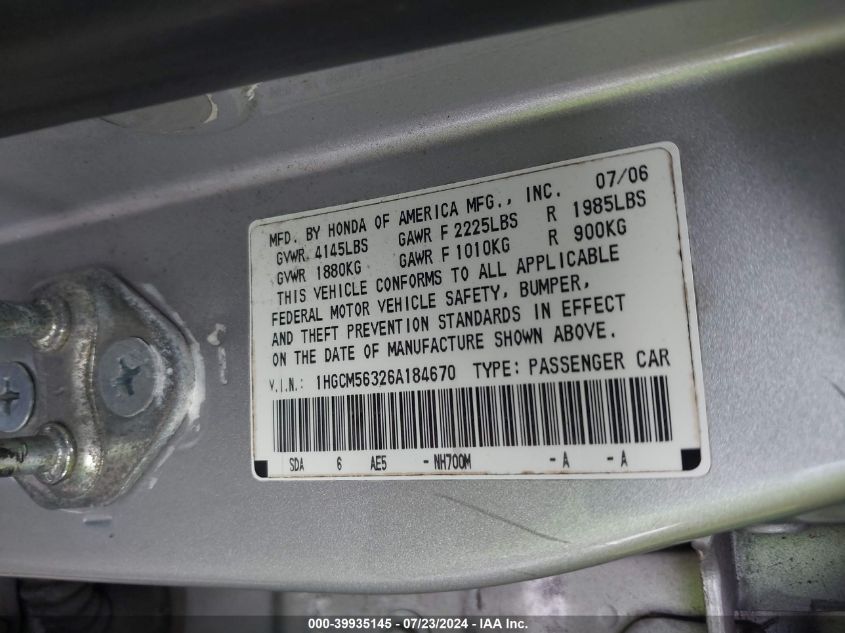 MFD. BY HONDA OF AMERICA MFG., INC. 07/06
GVWR 4145LBS GAWR F 2225LBS R 1985LBS
GVWR 1880KG GAWR F 1010KG R 900KG
THIS VEHICLE CONFORMS TO ALL APPLICABLE
FEDERAL MOTOR VEHICLE SAFETY, BUMPER,
AND THEFT PREVENTION STANDARDS IN EFFECT
ON THE DATE OF MANUFACTURE SHOWN ABOVE.
V.I.N.: 1HGCM56326A184670 TYPE: PASSENGER CAR
SDA 6 AE5 - NH700M - A - A
000-39935145 - 07/23/2024 - IAA Inc.